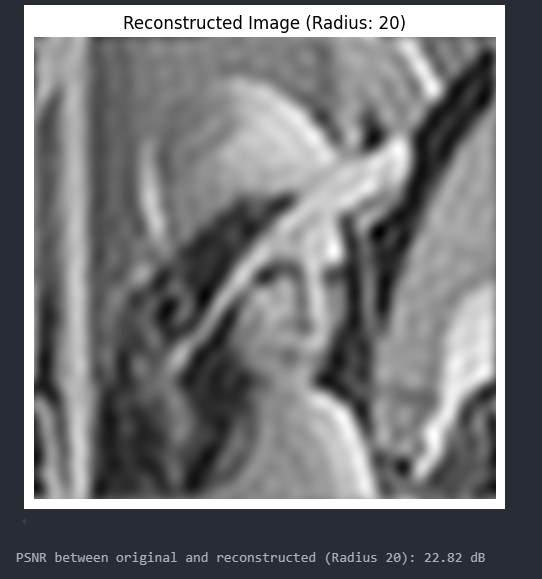 Reconstructed Image (Radius: 20)
PSNR between original and reconstructed (Radius 20): 22.82 dB